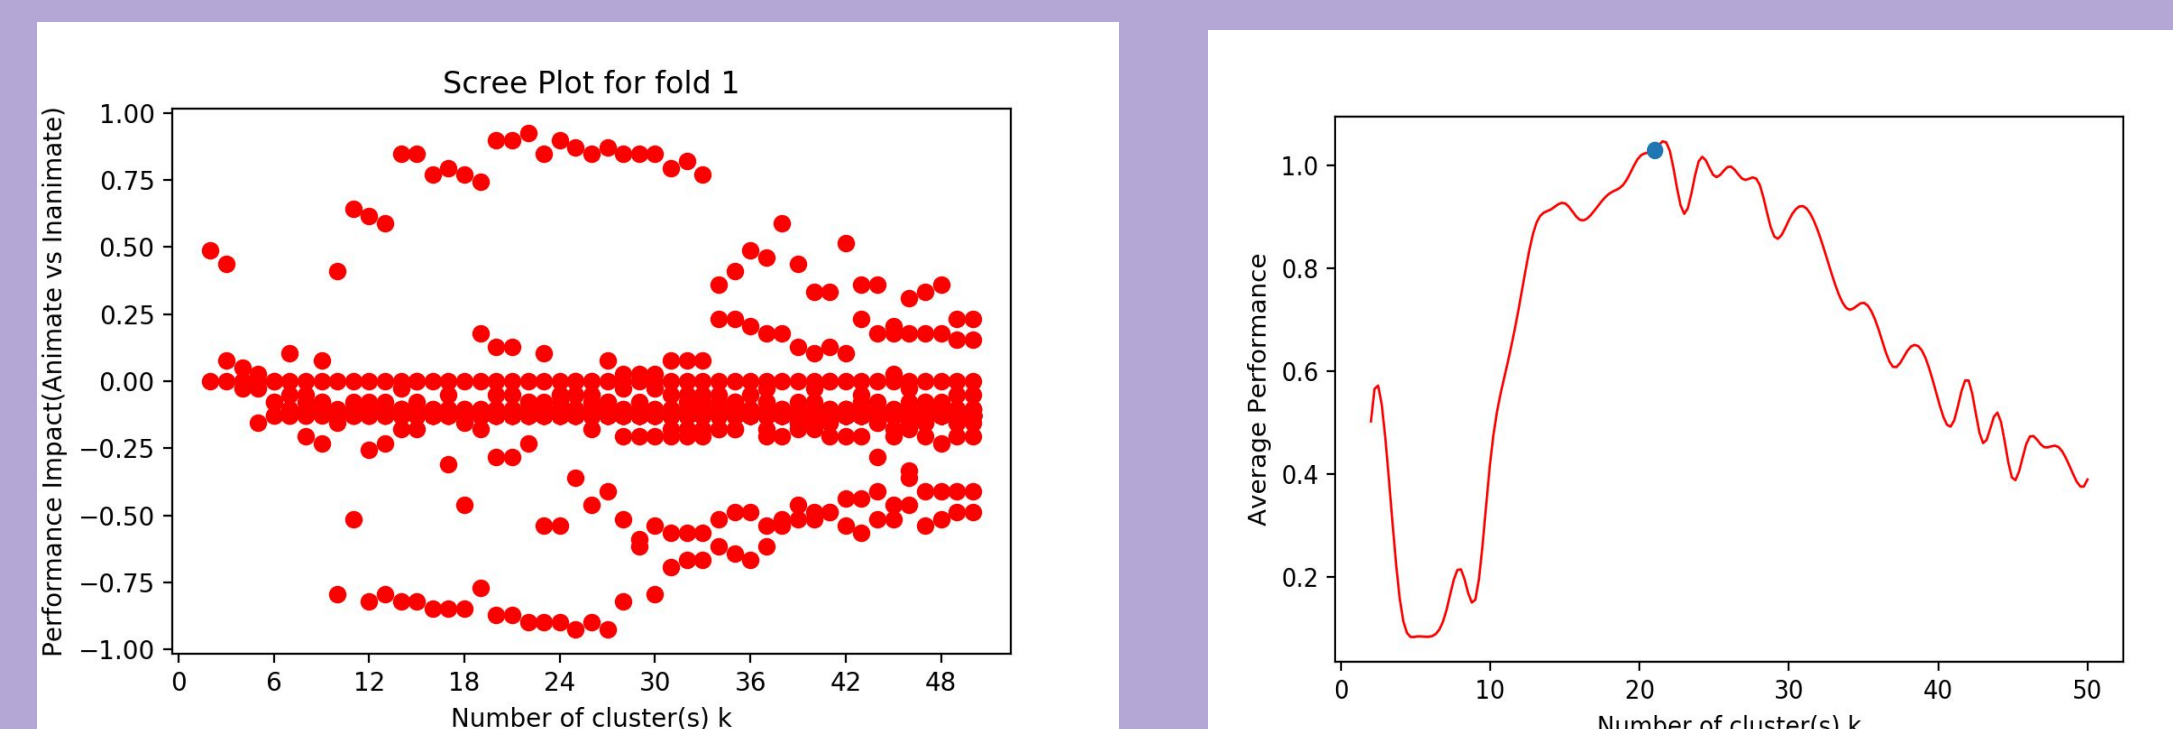 Scree Plot for fold 1
Performance Impact(Animate vs Inanimate)
1.00
0.75
0.50
0.25
0.00
−0.25
−0.50
−0.75
−1.00
0 6 12 18 24 30 36 42 48
Number of cluster(s) k
Average Performance
1.0
0.8
0.6
0.4
0.2
0 10 20 30 40 50
Number of cluster(s) k